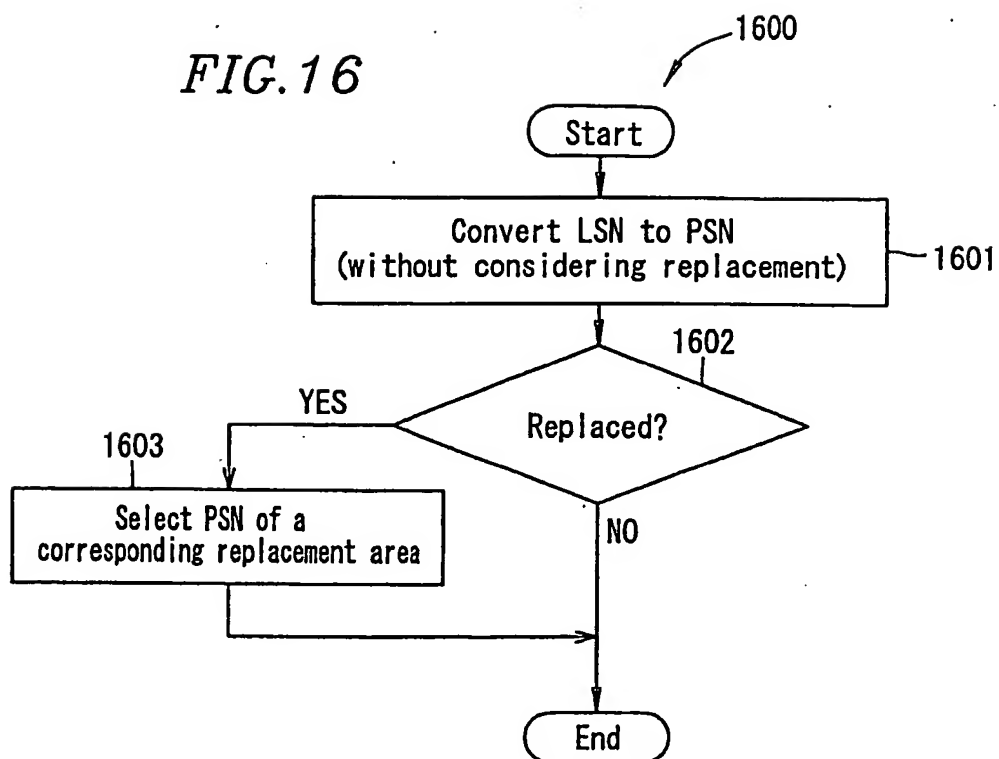 FIG.16
1600
Start
Convert LSN to PSN
(without considering replacement)
1601
1602
YES
Replaced?
1603
Select PSN of a
corresponding replacement area
NO
End